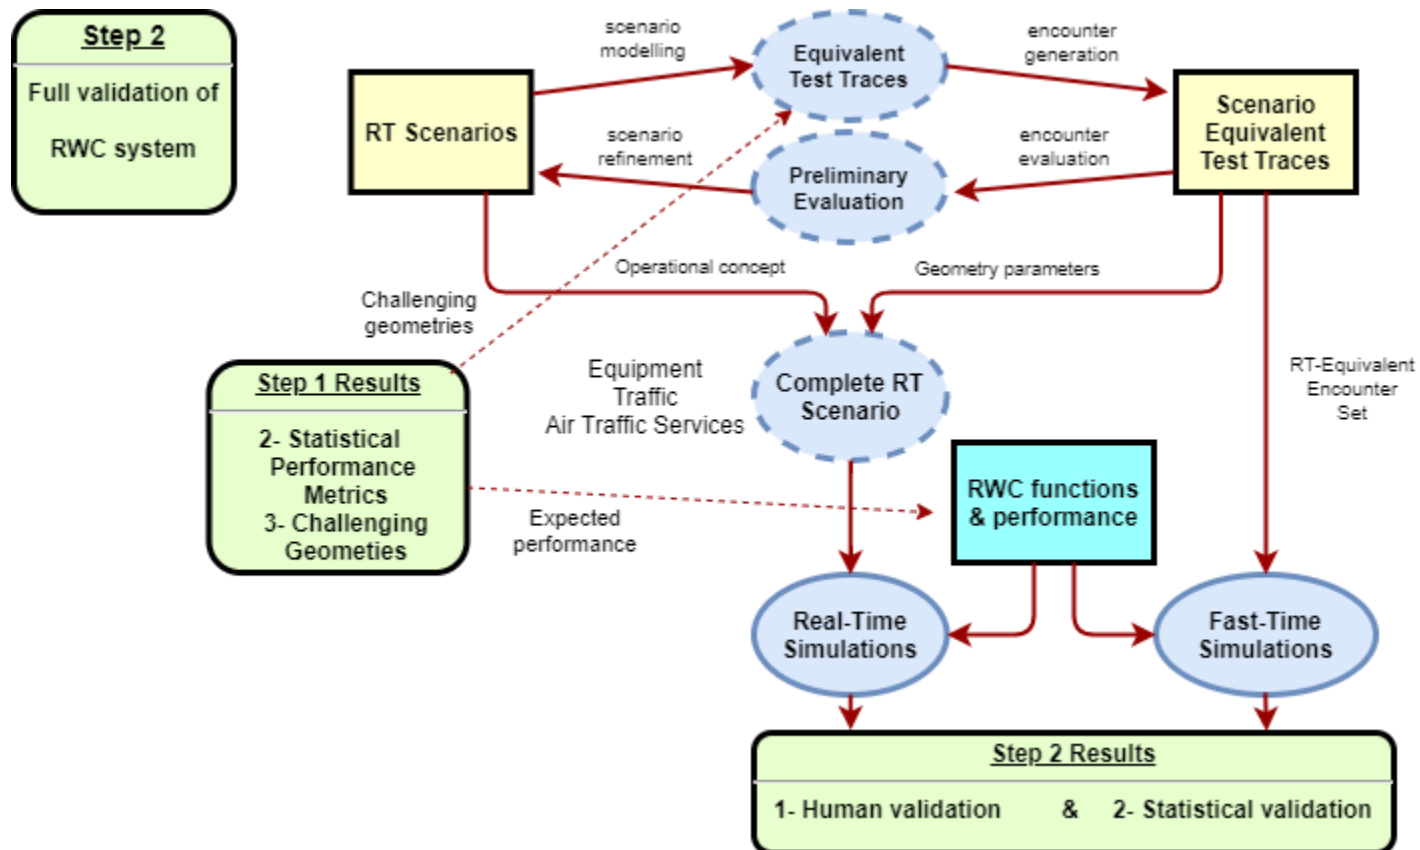 Step 2
Full validation of
RWC system
scenario
modelling
Equivalent
Test Traces
encounter
generation
RT Scenarios
Scenario
Equivalent
Test Traces
scenario
refinement
Preliminary
Evaluation
encounter
evaluation
Operational concept
Geometry parameters
Challenging
geometries
Step 1 Results
2- Statistical
Performance
Metrics
3- Challenging
Geometies
Equipment
Traffic
Air Traffic Services
Complete RT
Scenario
RT-Equivalent
Encounter
Set
Expected
performance
RWC functions
& performance
Real-Time
Simulations
Fast-Time
Simulations
Step 2 Results
1- Human validation & 2- Statistical validation